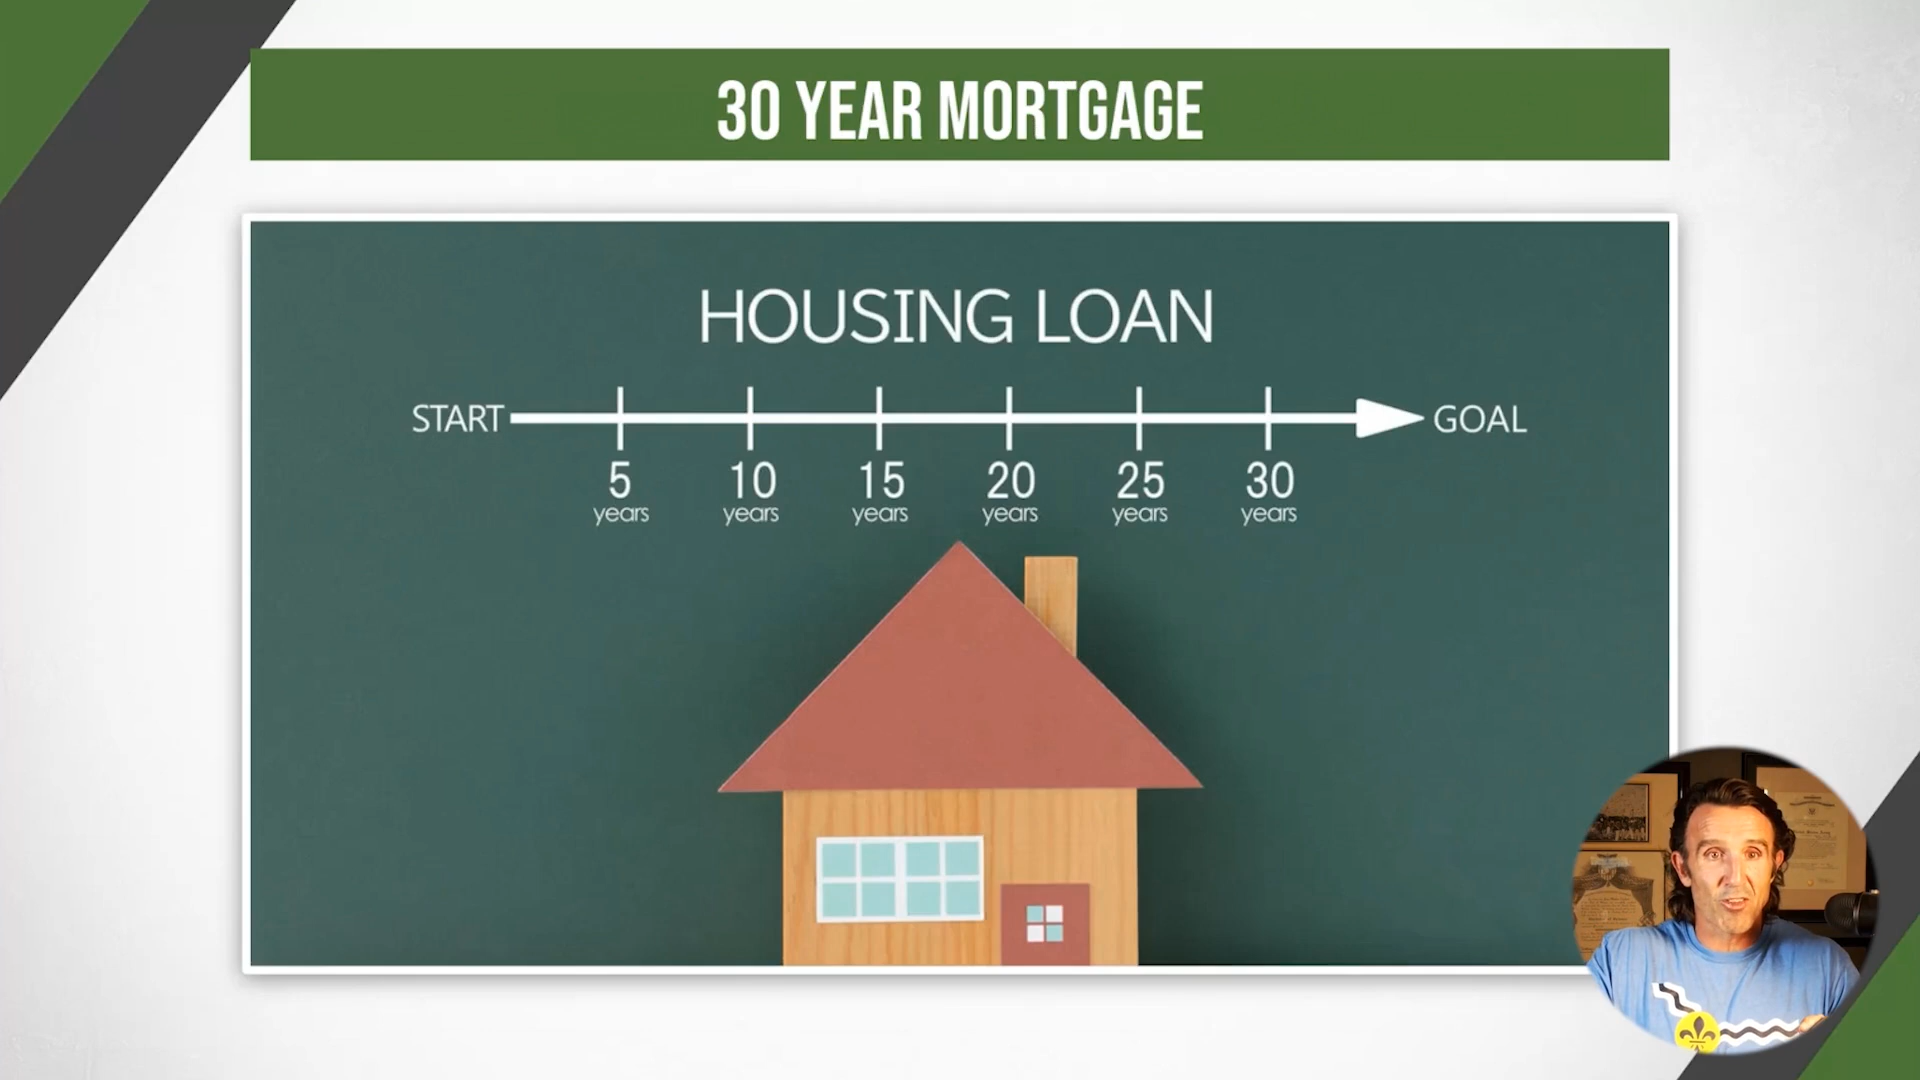 30 YEAR MORTGAGE
HOUSING LOAN
START GOAL
5 10 15 20 25 30
years years years years years years